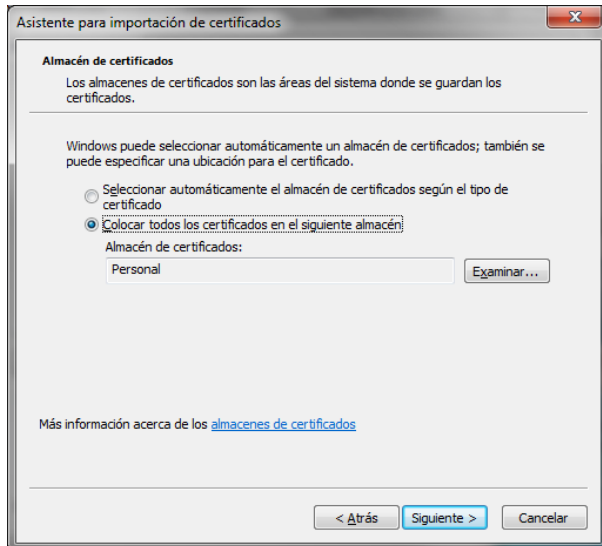 Asistente para importación de certificados
Almacén de certificados
Los almacenes de certificados son las áreas del sistema donde se guardan los
certificados.
Windows puede seleccionar automáticamente un almacén de certificados; también se
puede especificar una ubicación para el certificado.
Seleccionar automáticamente el almacén de certificados según el tipo de
certificado
Colocar todos los certificados en el siguiente almacén
Almacén de certificados:
Personal
Examinar...
Más información acerca de los almacenes de certificados
< Atrás
Siguiente >
Cancelar